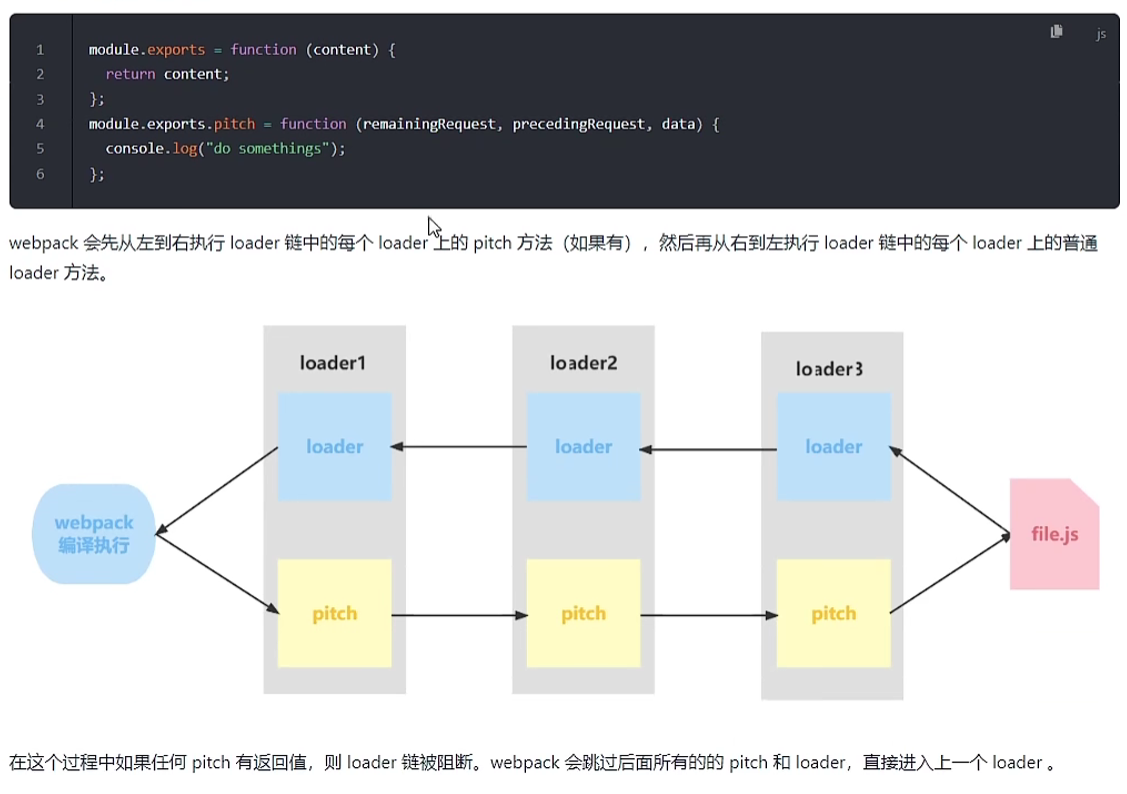 js
1 module.exports = function (content) {
2 return content;
3 };
4 module.exports.pitch = function (remainingRequest, precedingRequest, data) {
5 console.log("do somethings");
6 };
webpack 会先从左到右执行 loader 链中的每个 loader 上的 pitch 方法（如果有），然后再从右到左执行 loader 链中的每个 loader 上的普通
loader 方法。
loader1
loader2
loader3
loader
loader
loader
webpack
编译执行
file.js
pitch
pitch
pitch
在这个过程中如果任何 pitch 有返回值，则 loader 链被阻断。webpack 会跳过后面所有的的 pitch 和 loader，直接进入上一个 loader 。